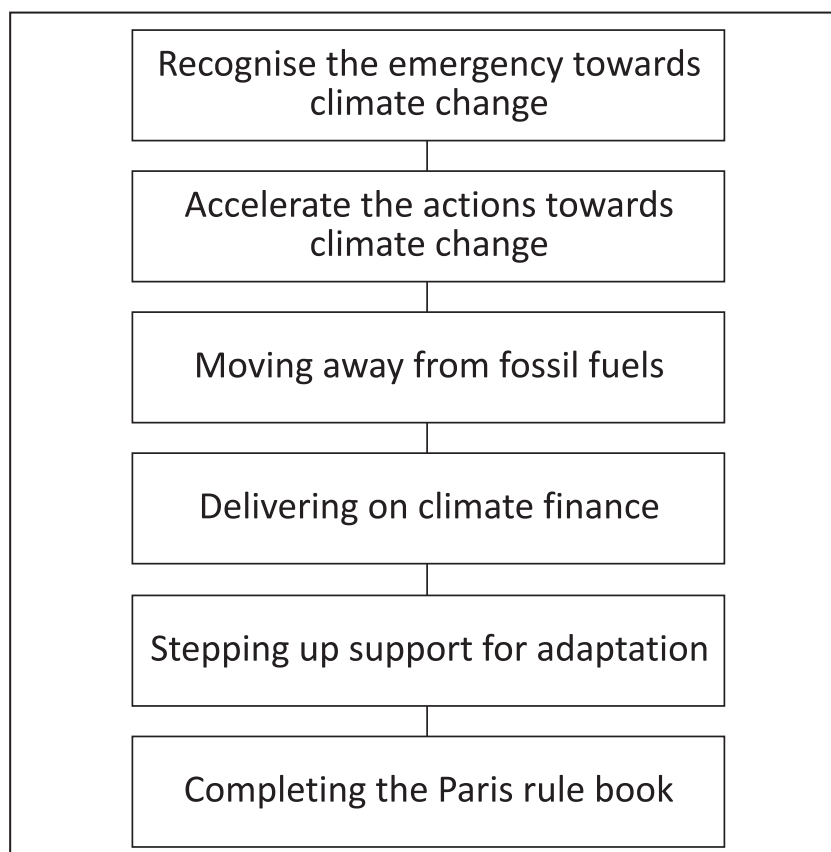 Recognise the emergency towards
climate change
Accelerate the actions towards
climate change
Moving away from fossil fuels
Delivering on climate finance
Stepping up support for adaptation
Completing the Paris rule book